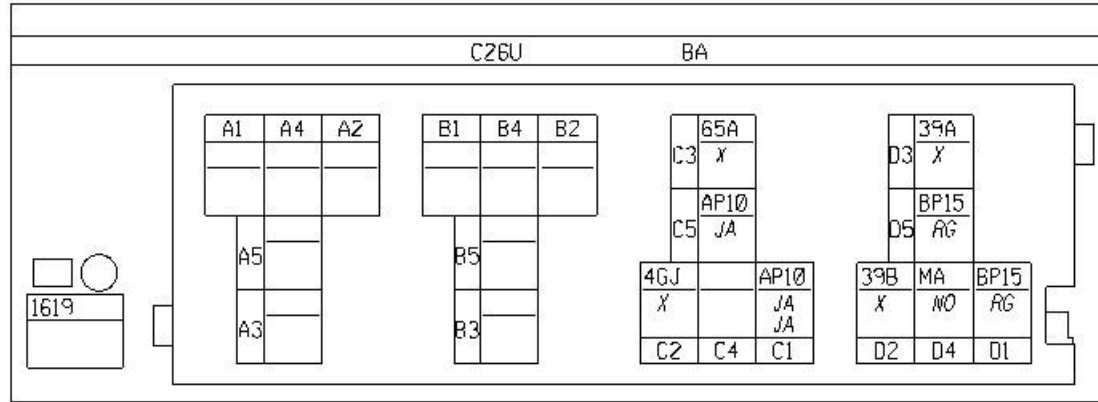 C26U BA
A1 A4 A2
B1 B4 B2
65A
C3 X
39A
D3 X
AP10
C5 JA
BP15
D5 RG
A5
B5
4GJ AP10
X JA
JA
39B MA BP15
X NO RG
1619
A3
B3
C2 C4 C1
D2 D4 D1